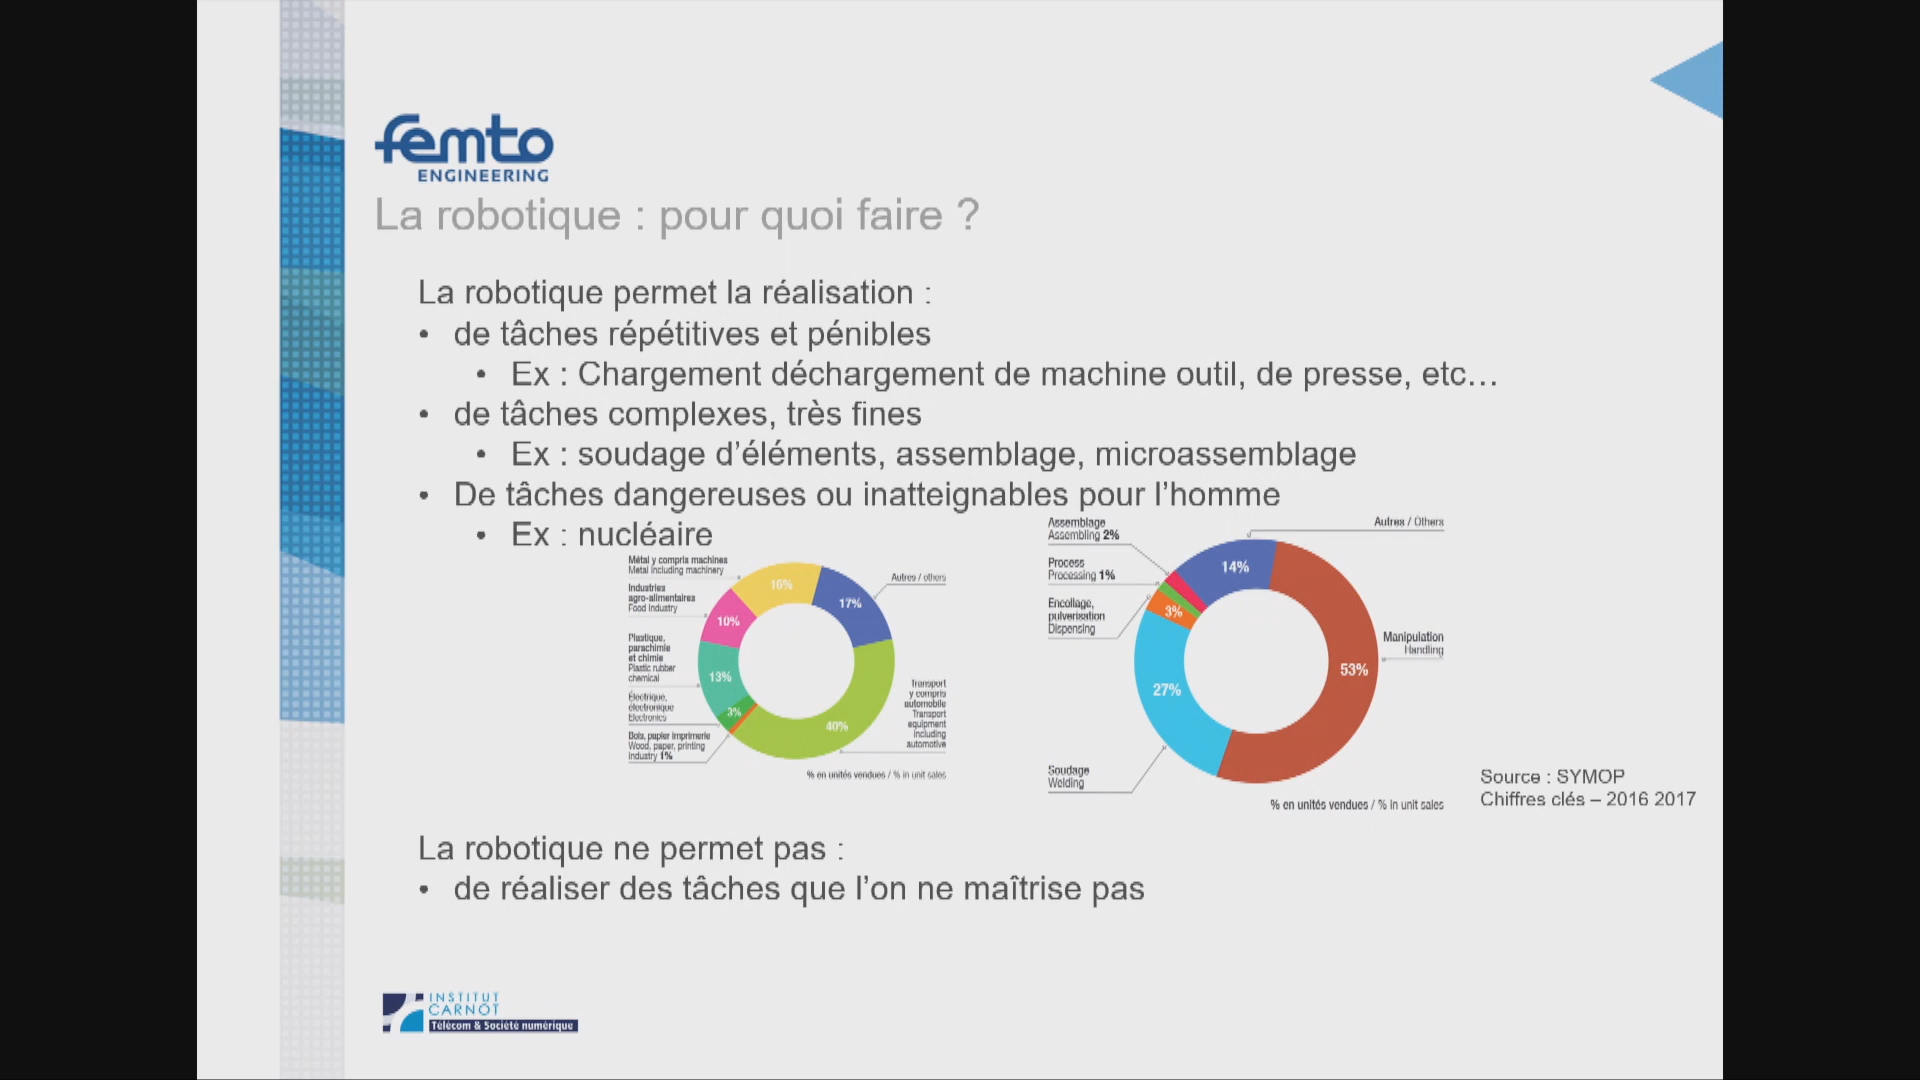 femto
ENGINEERING
La robotique : pour quoi faire ?
La robotique permet la réalisation :
• de tâches répétitives et pénibles
• Ex : Chargement déchargement de machine outil, de presse, etc…
• de tâches complexes, très fines
• Ex : soudage d’éléments, assemblage, microassemblage
• De tâches dangereuses ou inatteignables pour l’homme
• Ex : nucléaire
Métal y compris machines
Metal including machinery
Industries
agro-alimentaires
Food Industry
Plastique,
parachimie
et chimie
Plastic rubber
chemical
Électrique,
électronique
Electronics
Bois, papier imprimerie
Wood, paper, printing
industry 1%
16%
17%
10%
13%
3%
40%
Autres / others
Transport
y compris
automobile
Transport
equipment
including
automotive
% en unités vendues / % in unit sales
Assemblage
Assembling 2%
Process
Processing 1%
Encollage,
pulverisation
Dispensing
Soudage
Welding
14%
3%
27%
53%
Autres / Others
Manipulation
Handling
% en unités vendues / % in unit sales
Source : SYMOP
Chiffres clés – 2016 2017
La robotique ne permet pas :
• de réaliser des tâches que l’on ne maîtrise pas
INSTITUT
CARNOT
Télécom & Société numérique